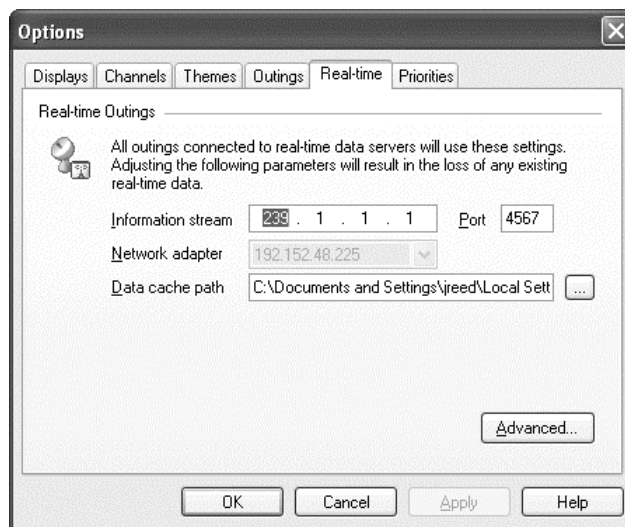 Options
Displays Channels Themes Outings Real-time Priorities
Real-time Outings
All outings connected to real-time data servers will use these settings.
Adjusting the following parameters will result in the loss of any existing
real-time data.
Information stream 239 . 1 . 1 . 1 Port 4567
Network adapter 192.152.48.225
Data cache path C:\Documents and Settings\jreed\Local Sett ...
Advanced...
OK Cancel Apply Help